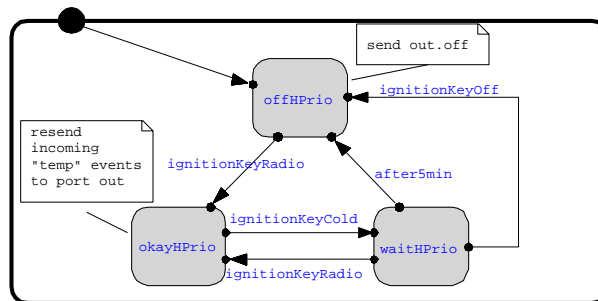 send out.off
ignitionKeyOff
offHPrio
resend
incoming
"temp" events
to port out
ignitionKeyRadio
after5min
ignitionKeyCold
okayHPrio
waitHPrio
ignitionKeyRadio